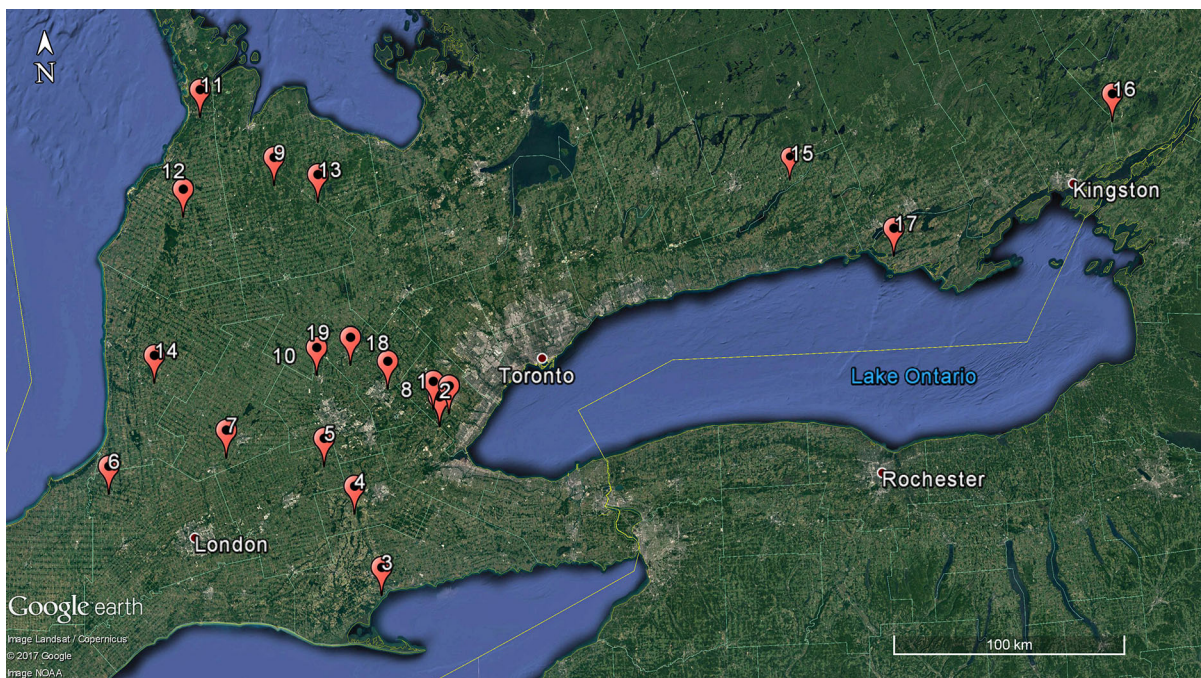 N
11
16
9
13
15
12
Kingston
17
19
18
14
10
Toronto
1
2
8
Lake Ontario
7
5
6
4
Rochester
London
3
Google earth
Image Landsat / Copernicus
© 2017 Google
Image NOAA
100 km